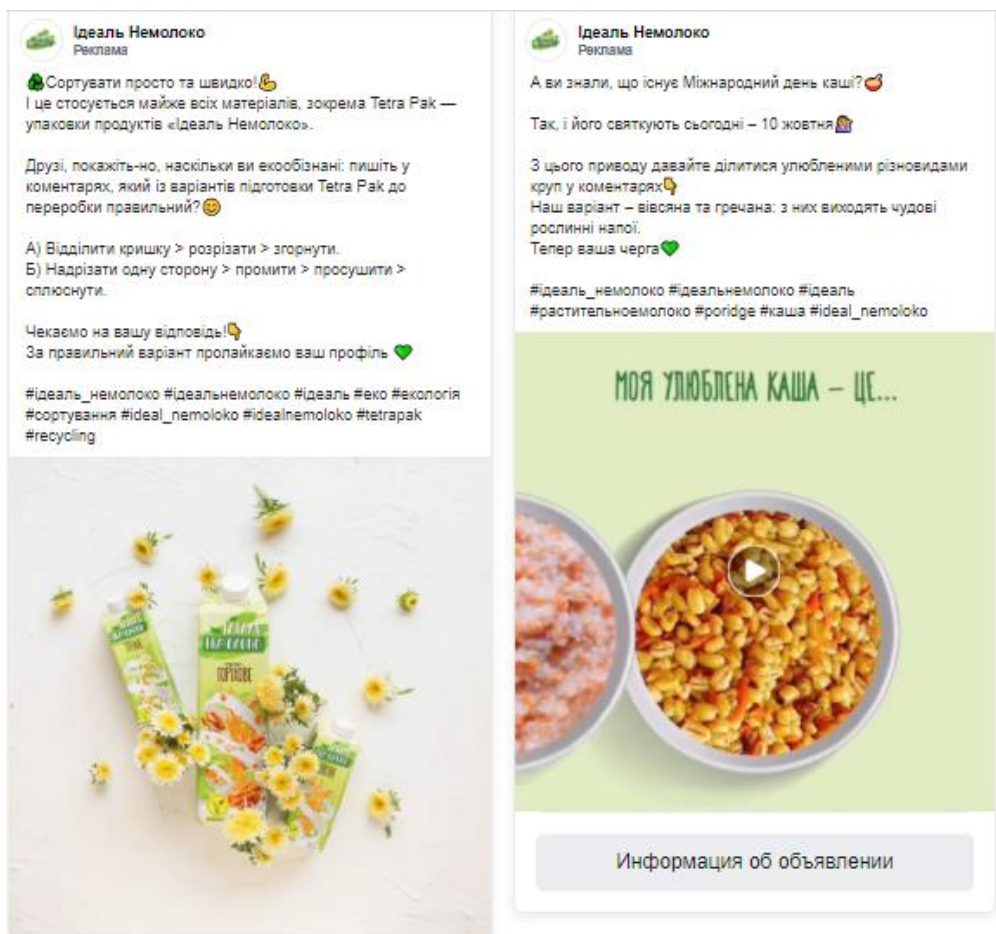 Ідеаль Немолоко
Реклама
Сортувати просто та швидко!
І це стосується майже всіх матеріалів, зокрема Tetra Pak —
упаковки продуктів «Ідеаль Немолоко».
Друзі, покажіть-но, наскільки ви екообізнані: пишіть у
коментарях, який із варіантів підготовки Tetra Pak до
переробки правильний?
А) Відділити кришку > розрізати > згорнути.
Б) Надрізати одну сторону > промити > просушити >
сплюснути.
Чекаємо на вашу відповідь!
За правильний варіант пролайкаємо ваш профіль
#ідеаль_немолоко #ідеальнемолоко #ідеаль #еко #екологія
#сортування #ideal_nemoloko #idealnemoloko #tetrapak
#recycling
ГОРІХОВЕ
Ідеаль Немолоко
Реклама
А ви знали, що існує Міжнародний день каші?
Так, і його святкують сьогодні – 10 жовтня
З цього приводу давайте ділитися улюбленими різновидами
круп у коментарях
Наш варіант – вівсяна та гречана: з них виходять чудові
рослинні напої.
Тепер ваша черга
#ідеаль_немолоко #ідеальнемолоко #ідеаль
#растительноемолоко #poridge #каша #ideal_nemoloko
МОЯ УЛЮБЛЕНА КАША – ЦЕ...
Информация об объявлении